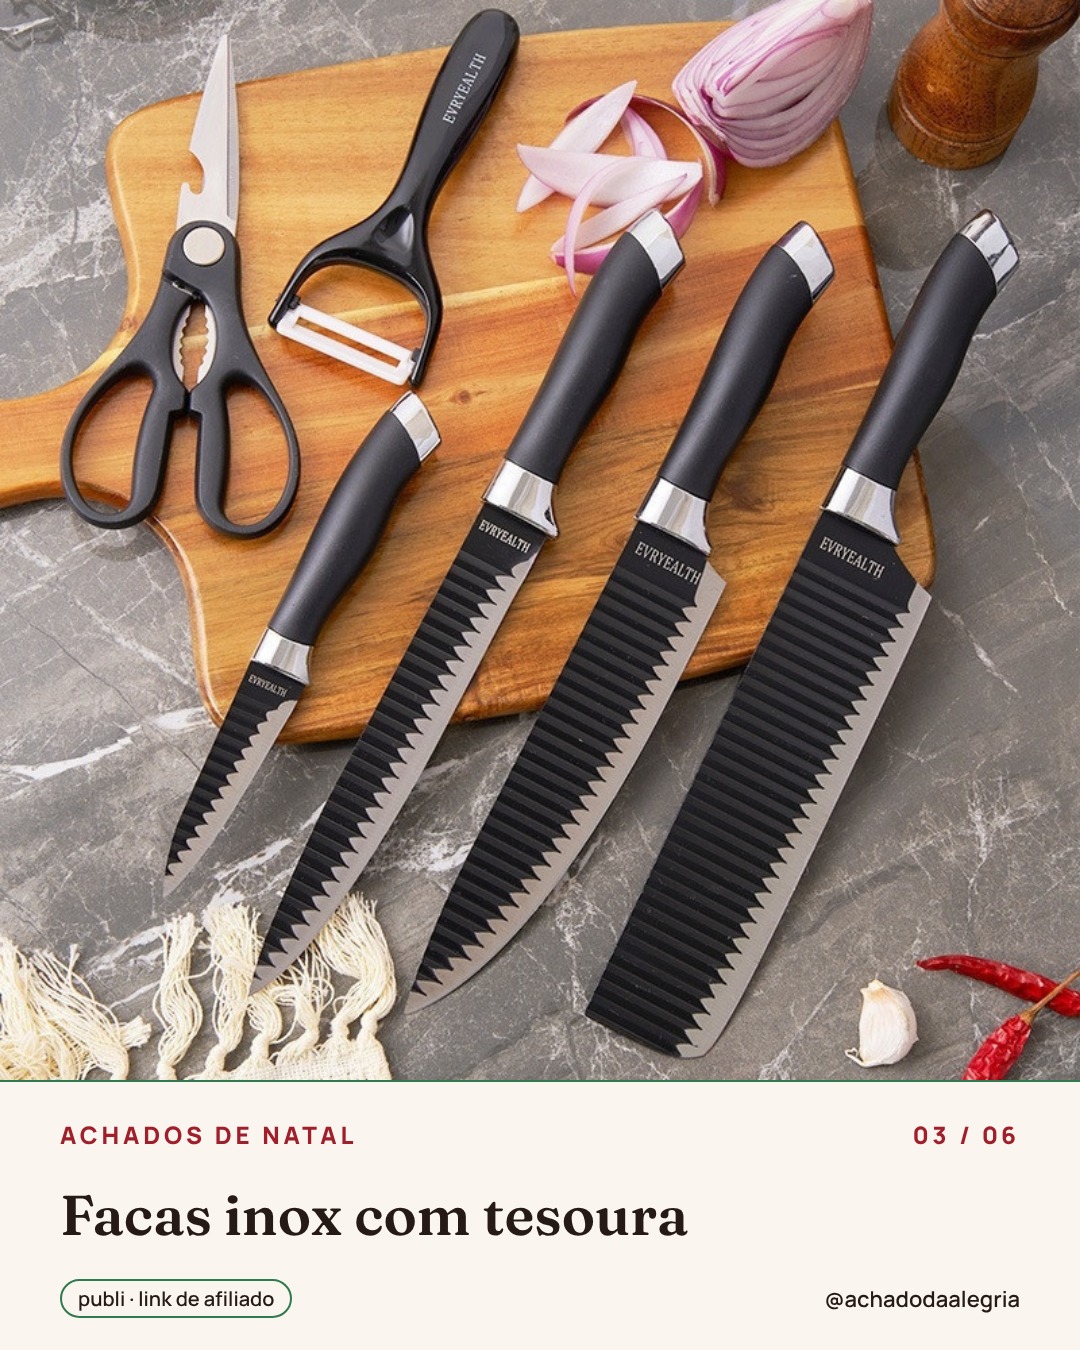 EVRYEALTH
EVRYEALTH
EVRYEALTH
EVRYEALTH
EVRYEALTH
ACHADOS DE NATAL
03 / 06
Facas inox com tesoura
publi · link de afiliado
@achadodaalegria